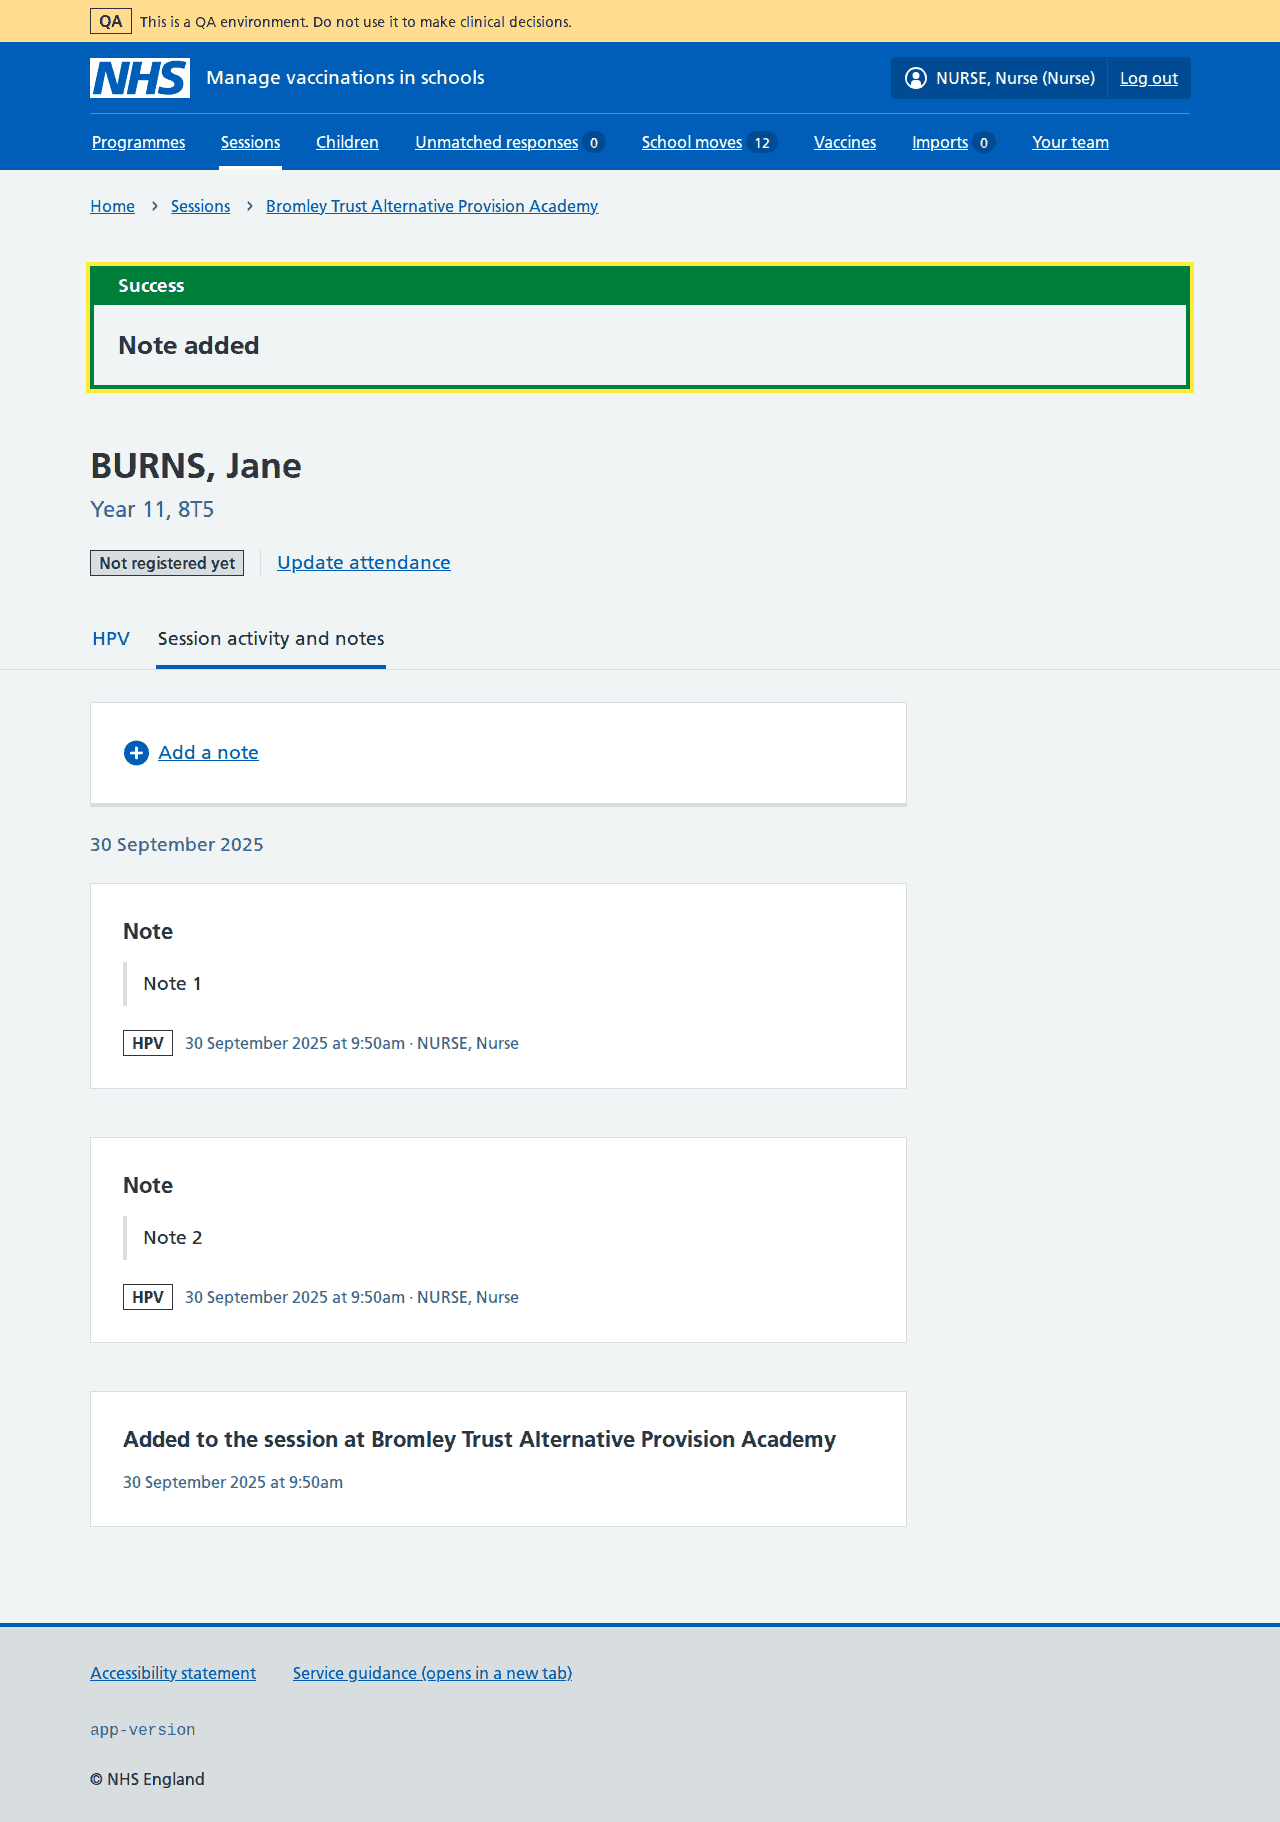 QA This is a QA environment. Do not use it to make clinical decisions.
NHS Manage vaccinations in schools NURSE, Nurse (Nurse) Log out
Programmes Sessions Children Unmatched responses 0 School moves 12 Vaccines Imports 0 Your team
Home Sessions Bromley Trust Alternative Provision Academy
Success
Note added
BURNS, Jane
Year 11, 8T5
Not registered yet Update attendance
HPV Session activity and notes
Add a note
30 September 2025
Note
Note 1
HPV 30 September 2025 at 9:50am · NURSE, Nurse
Note
Note 2
HPV 30 September 2025 at 9:50am · NURSE, Nurse
Added to the session at Bromley Trust Alternative Provision Academy
30 September 2025 at 9:50am
Accessibility statement Service guidance (opens in a new tab)
app-version
© NHS England